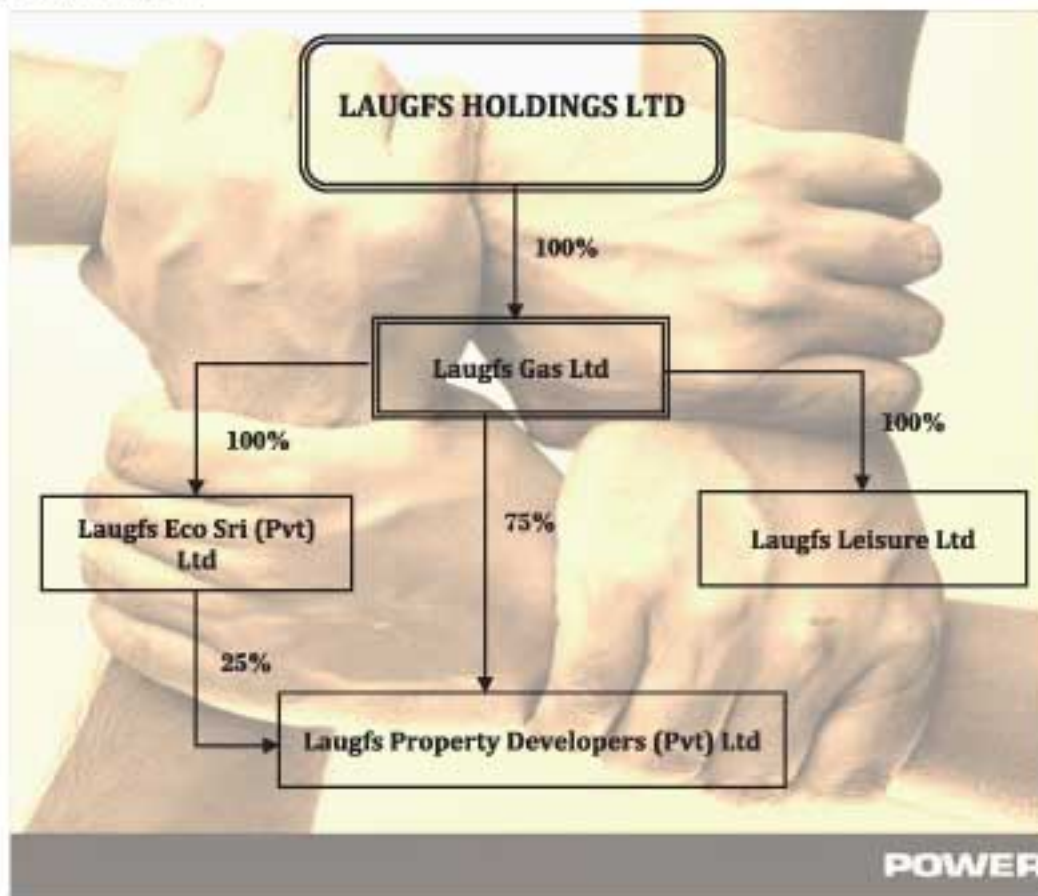 LAUGFS HOLDINGS LTD
100%
Laugfs Gas Ltd
100%
100%
75%
Laugfs Eco Sri (Pvt)
Ltd
Laugfs Leisure Ltd
25%
Laugfs Property Developers (Pvt) Ltd
POWER